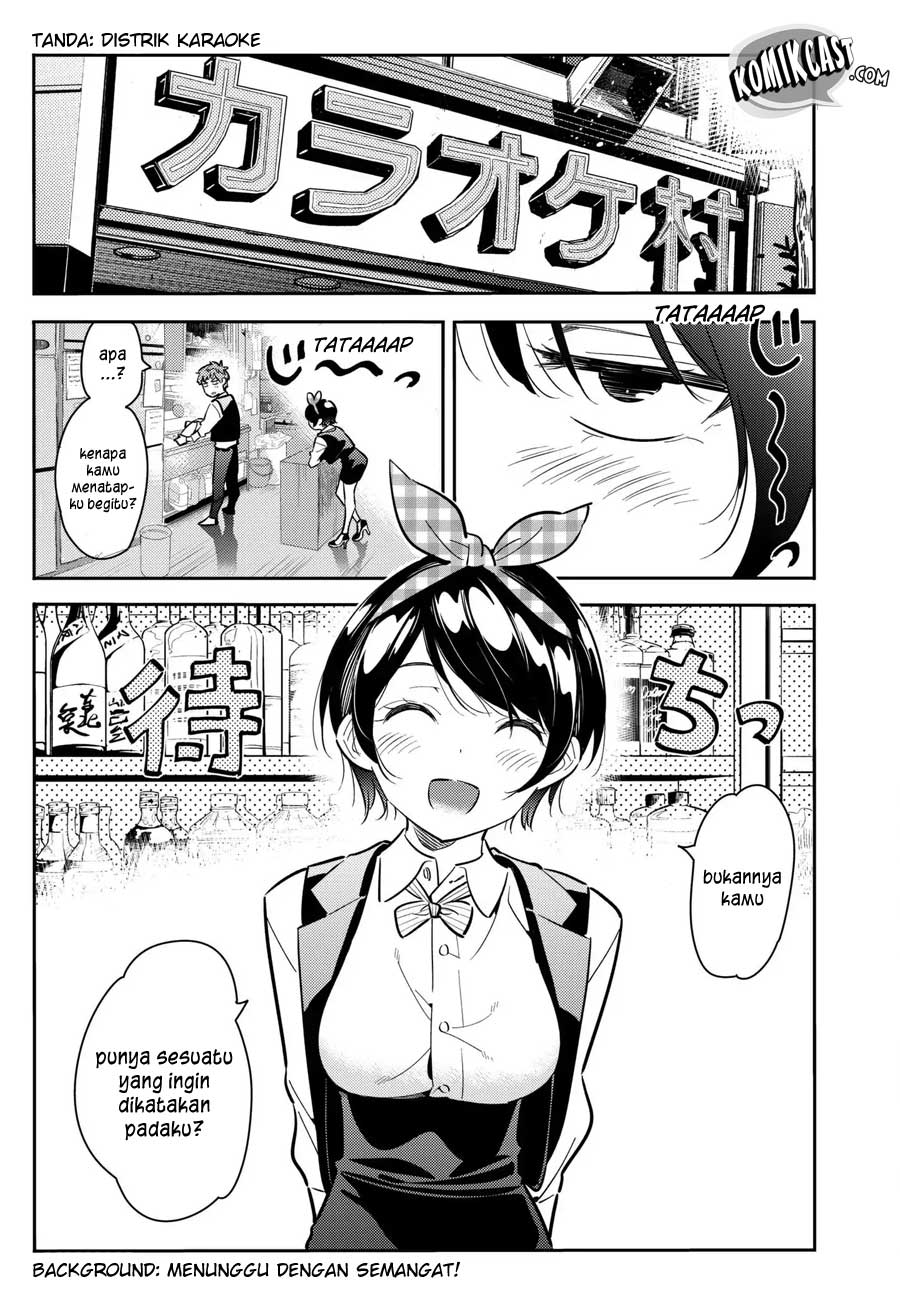 TANDA: DISTRIK KARAOKE
KOMIKCAST
.COM
カラオケ村
TATAAAAP
じ〜〜っ
TATAAAAP
じ〜〜っ
apa
...?
kenapa
kamu
menatap-
ku begitu?
待ちっ
bukannya
kamu
punya sesuatu
yang ingin
dikatakan
padaku?
BACKGROUND: MENUNGGU DENGAN SEMANGAT!